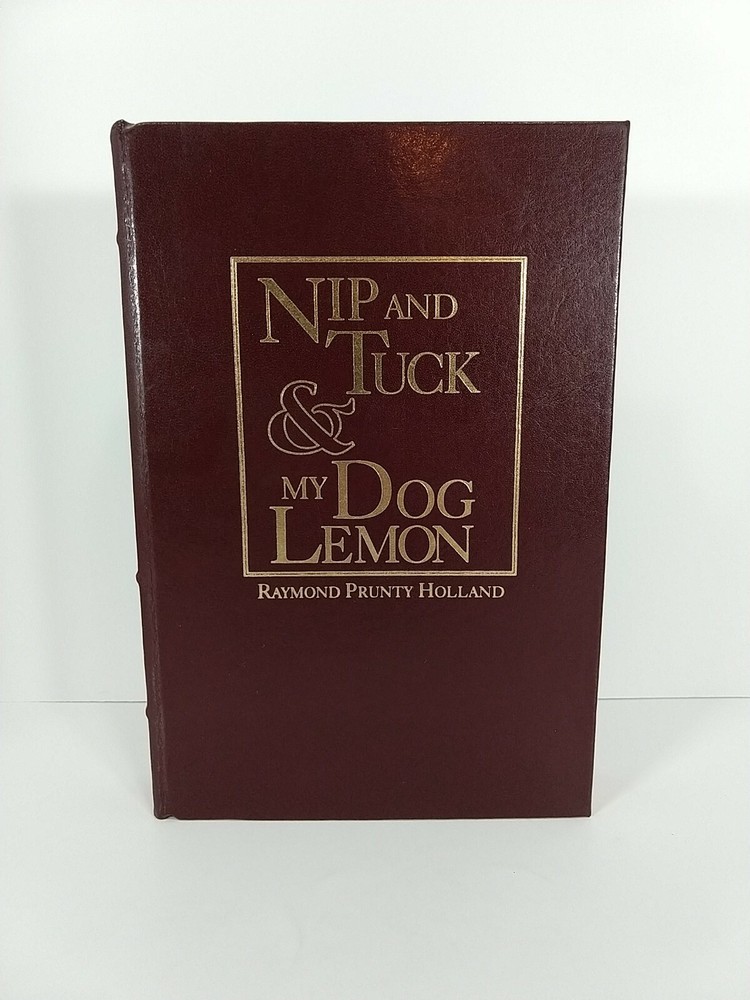 NIP AND
TUCK
&
MY DOG
LEMON
RAYMOND PRUNTY HOLLAND